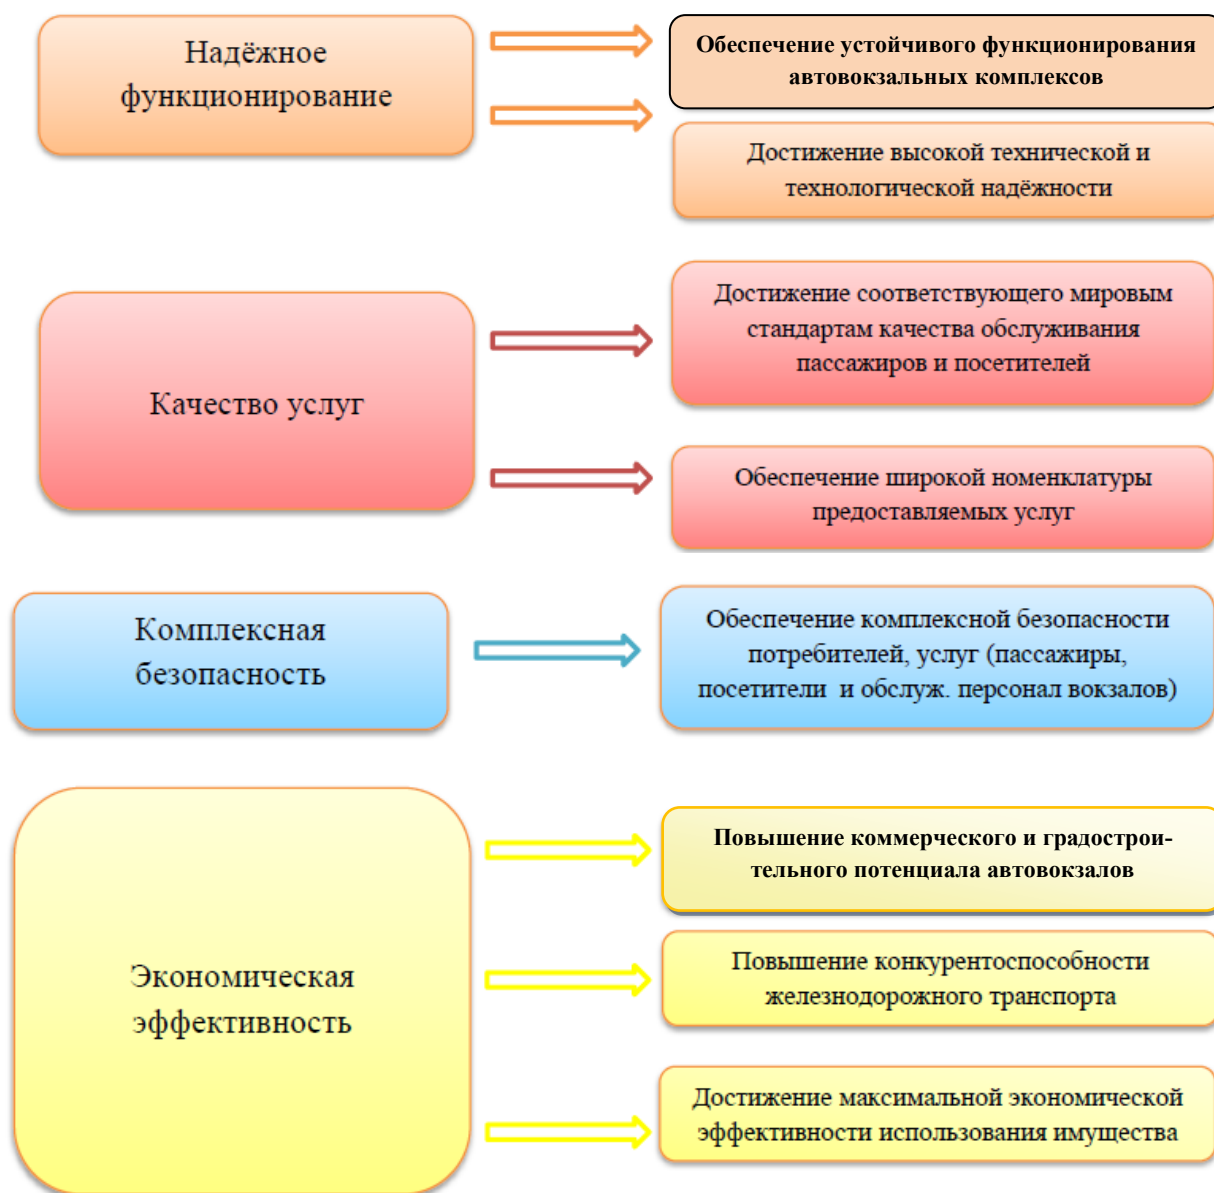 Надёжное
функционирование
Обеспечение устойчивого функционирования
автовокзальных комплексов
Достижение высокой технической и
технологической надёжности
Качество услуг
Достижение соответствующего мировым
стандартам качества обслуживания
пассажиров и посетителей
Обеспечение широкой номенклатуры
предоставляемых услуг
Комплексная
безопасность
Обеспечение комплексной безопасности
потребителей, услуг (пассажиры,
посетители и обслуж. персонал вокзалов)
Экономическая
эффективность
Повышение коммерческого и градострои-
тельного потенциала автовокзалов
Повышение конкурентоспособности
железнодорожного транспорта
Достижение максимальной экономической
эффективности использования имущества